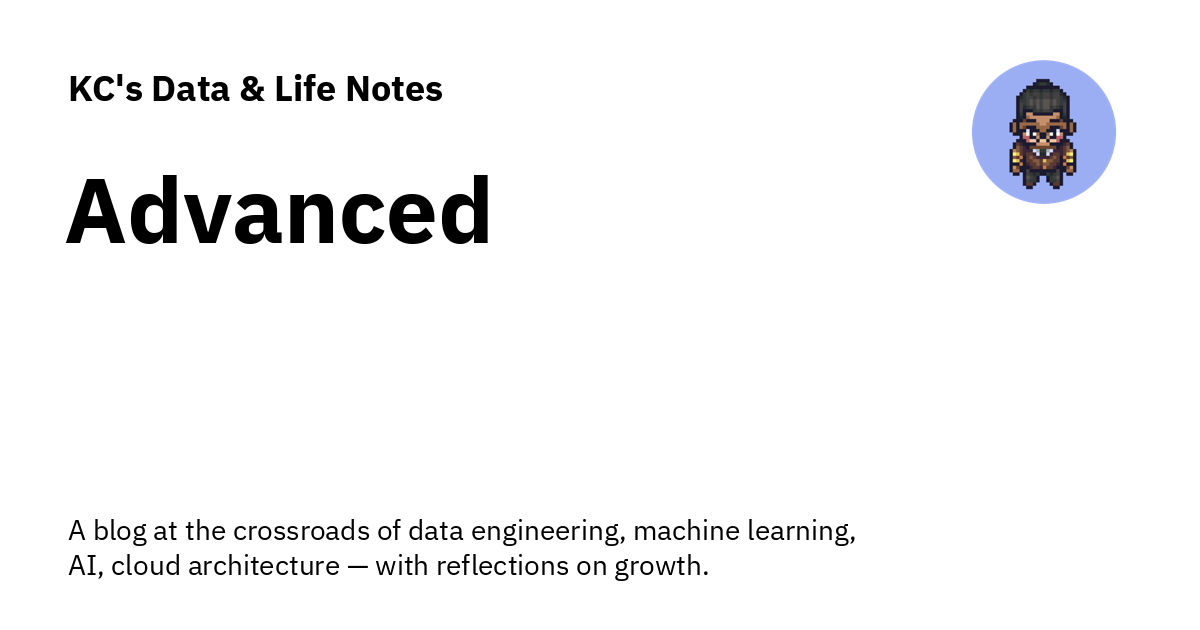 KC's Data & Life Notes
Advanced
A blog at the crossroads of data engineering, machine learning,
AI, cloud architecture — with reflections on growth.